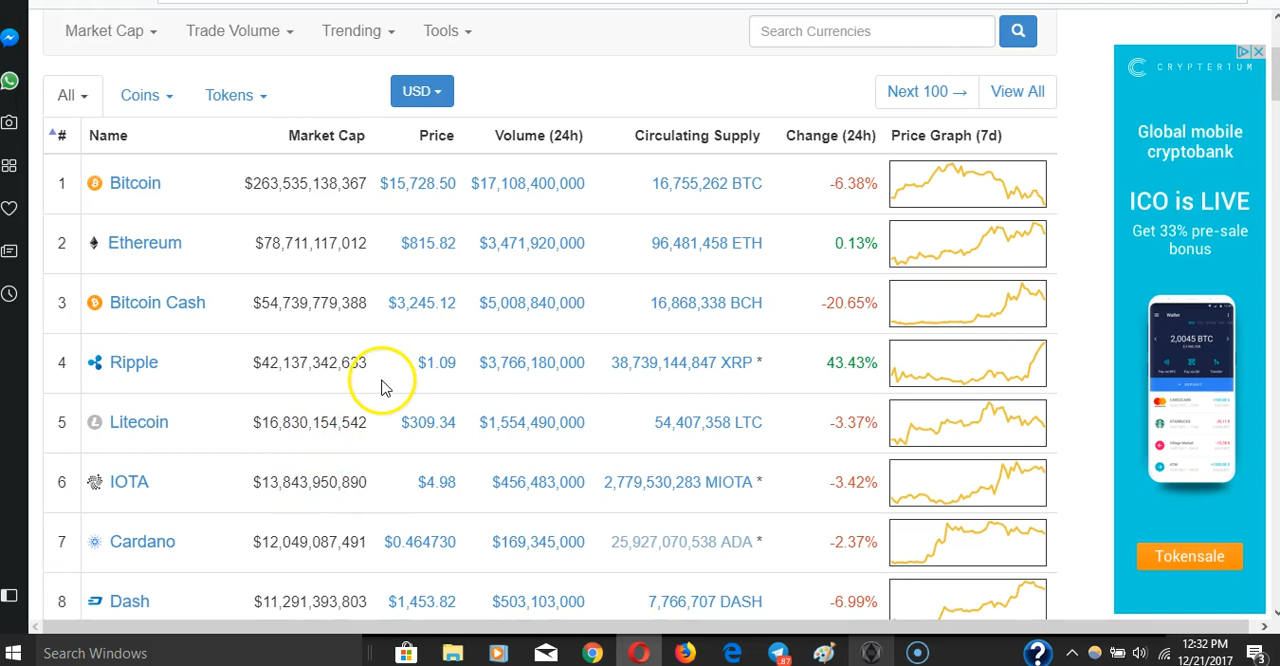 Market Cap Trade Volume Trending Tools Search Currencies
All Coins Tokens USD Next 100 → View All
# Name Market Cap Price Volume (24h) Circulating Supply Change (24h) Price Graph (7d)
1 Bitcoin $263,535,138,367 $15,728.50 $17,108,400,000 16,755,262 BTC -6.38%
2 Ethereum $78,711,117,012 $815.82 $3,471,920,000 96,481,458 ETH 0.13%
3 Bitcoin Cash $54,739,779,388 $3,245.12 $5,008,840,000 16,868,338 BCH -20.65%
4 Ripple $42,137,342,633 $1.09 $3,766,180,000 38,739,144,847 XRP * 43.43%
5 Litecoin $16,830,154,542 $309.34 $1,554,490,000 54,407,358 LTC -3.37%
6 IOTA $13,843,950,890 $4.98 $456,483,000 2,779,530,283 MIOTA * -3.42%
7 Cardano $12,049,087,491 $0.464730 $169,345,000 25,927,070,538 ADA * -2.37%
8 Dash $11,291,393,803 $1,453.82 $503,103,000 7,766,707 DASH -6.99%
CRYPTERIUM
Global mobile
cryptobank
ICO is LIVE
Get 33% pre-sale
bonus
Wallet
2,0045 BTC
Tokensale
Search Windows
87
12:32 PM
12/21/2017
3